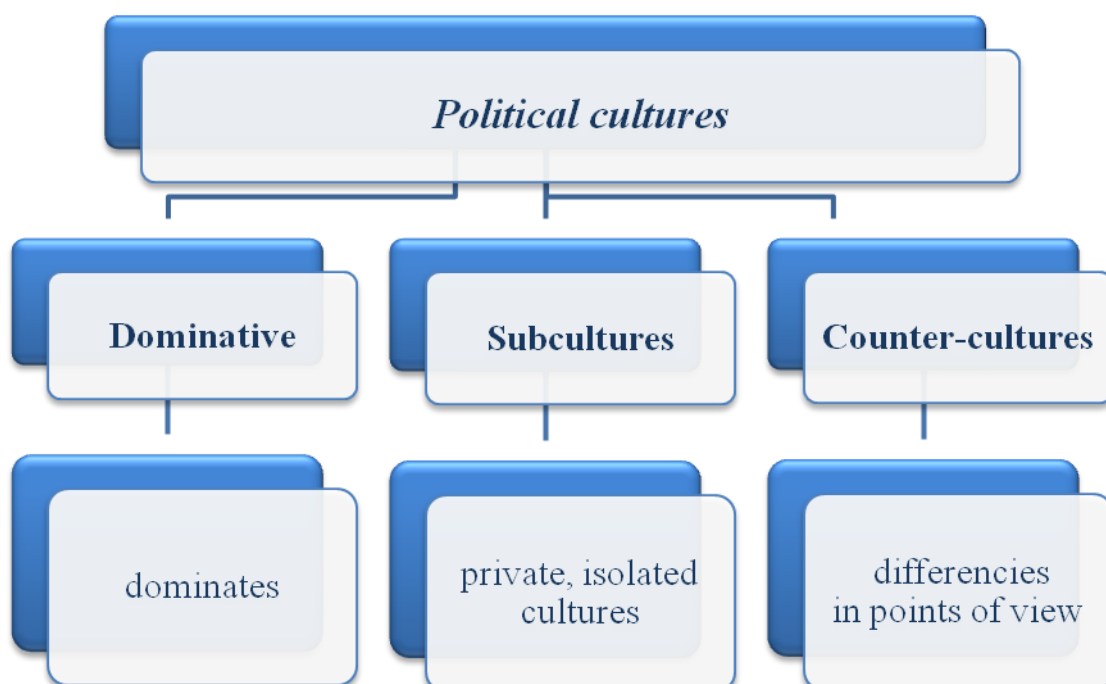 Political cultures
Dominative
Subcultures
Counter-cultures
dominates
private, isolated
cultures
differencies
in points of view